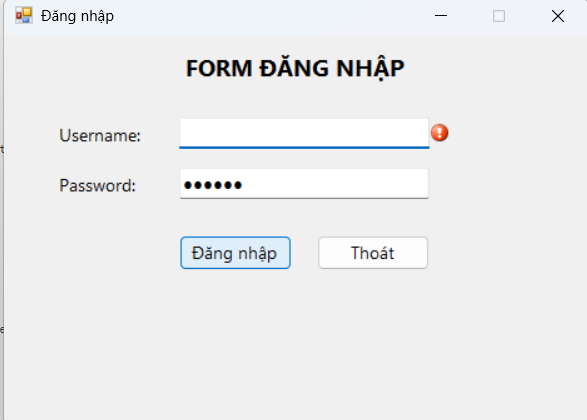 Đăng nhập
FORM ĐĂNG NHẬP
Username:
Password:
●●●●●●
Đăng nhập
Thoát